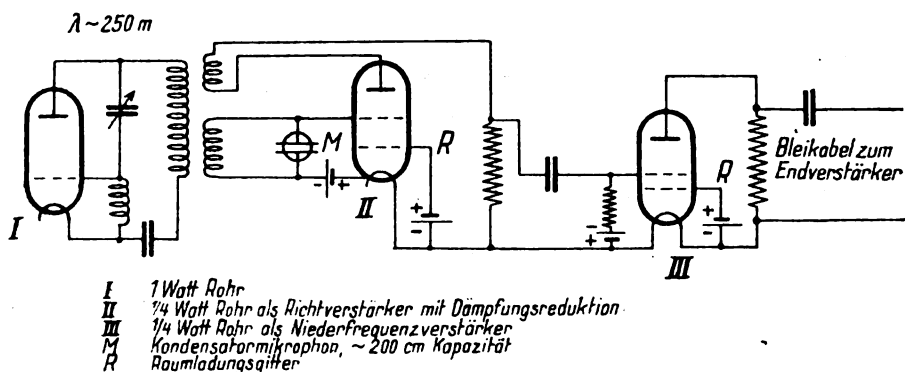 λ ~ 250 m
I
M
R
II
R
III
Bleikabel zum
Endverstärker
I 1 Watt Rohr
II 1/4 Watt Rohr als Richtverstärker mit Dämpfungsreduktion
III 1/4 Watt Rohr als Niederfrequenzverstärker
M Kondensatormikrophon, ~ 200 cm Kapazität
R Raumladungsgitter